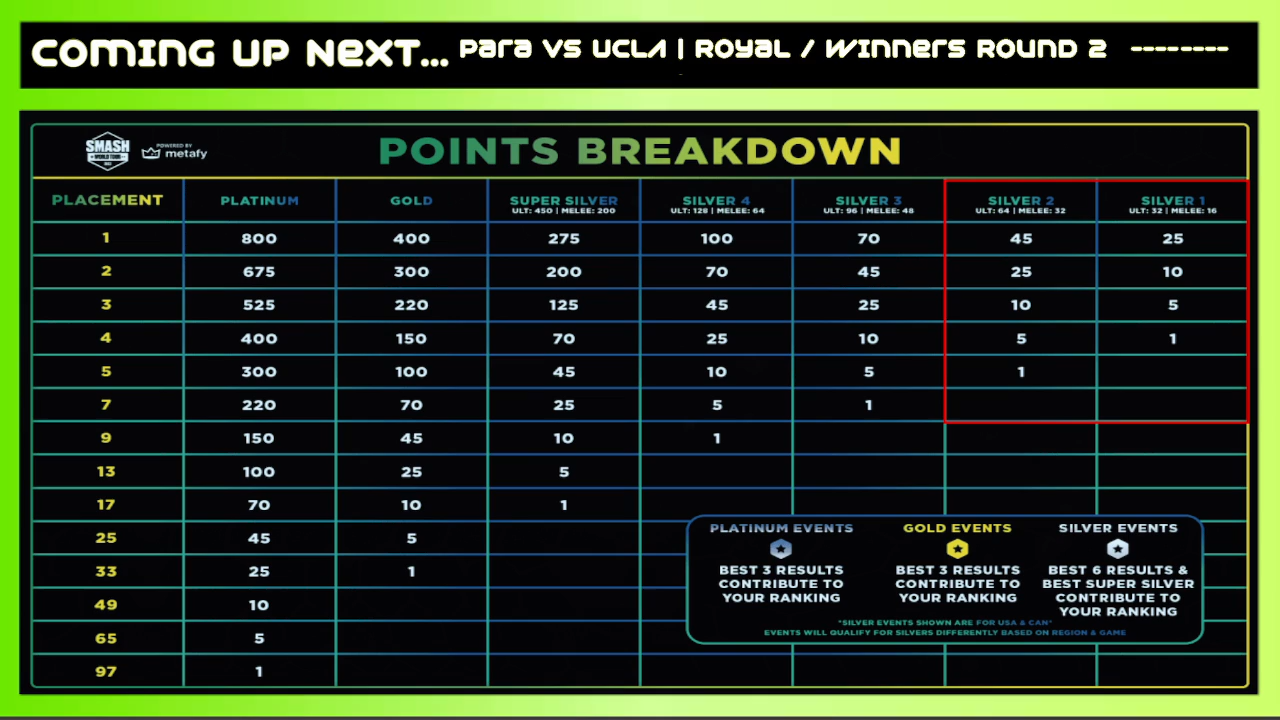 COMING UP NEXT... Para VS UCLA | ROYAL / Winners Round 2 --------
SMASH
WORLD TOUR
POWERED BY
metafy
POINTS BREAKDOWN
PLACEMENT PLATINUM GOLD SUPER SILVER SILVER 4 SILVER 3 SILVER 2 SILVER 1
ULT: 450 | MELEE: 200 ULT: 128 | MELEE: 64 ULT: 96 | MELEE: 48 ULT: 64 | MELEE: 32 ULT: 32 | MELEE: 16
1 800 400 275 100 70 45 25
2 675 300 200 70 45 25 10
3 525 220 125 45 25 10 5
4 400 150 70 25 10 5 1
5 300 100 45 10 5 1
7 220 70 25 5 1
9 150 45 10 1
13 100 25 5
17 70 10 1
25 45 5
33 25 1
49 10
65 5
97 1
PLATINUM EVENTS
BEST 3 RESULTS
CONTRIBUTE TO
YOUR RANKING
GOLD EVENTS
BEST 3 RESULTS
CONTRIBUTE TO
YOUR RANKING
SILVER EVENTS
BEST 6 RESULTS &
BEST SUPER SILVER
CONTRIBUTE TO
YOUR RANKING
*SILVER EVENTS SHOWN ARE FOR USA & CAN*
EVENTS WILL QUALIFY FOR SILVERS DIFFERENTLY BASED ON REGION & GAME